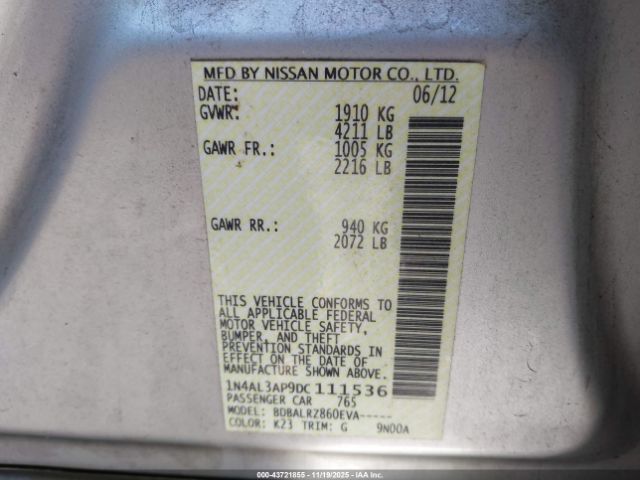 MFD BY NISSAN MOTOR CO., LTD.
DATE: 06/12
GVWR: 1910 KG
4211 LB
GAWR FR.: 1005 KG
2216 LB
GAWR RR.: 940 KG
2072 LB
THIS VEHICLE CONFORMS TO
ALL APPLICABLE FEDERAL
MOTOR VEHICLE SAFETY,
BUMPER, AND THEFT
PREVENTION STANDARDS IN
EFFECT ON THE DATE OF
MANUFACTURE SHOWN ABOVE.
1N4AL3AP9DC111536
PASSENGER CAR 765
MODEL: BDBALRZ860EVA-----
COLOR: K23 TRIM: G 9N00A
000-43721855 - 11/19/2025 - IAAI.COM